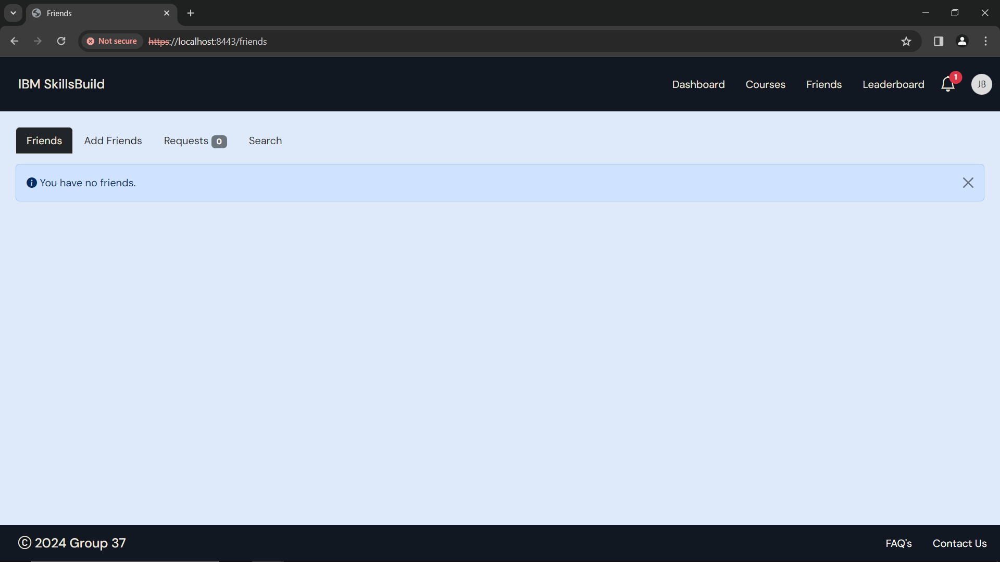 Friends
Not secure https://localhost:8443/friends
IBM SkillsBuild Dashboard Courses Friends Leaderboard 1 JB
Friends Add Friends Requests 0 Search
You have no friends.
© 2024 Group 37 FAQ's Contact Us